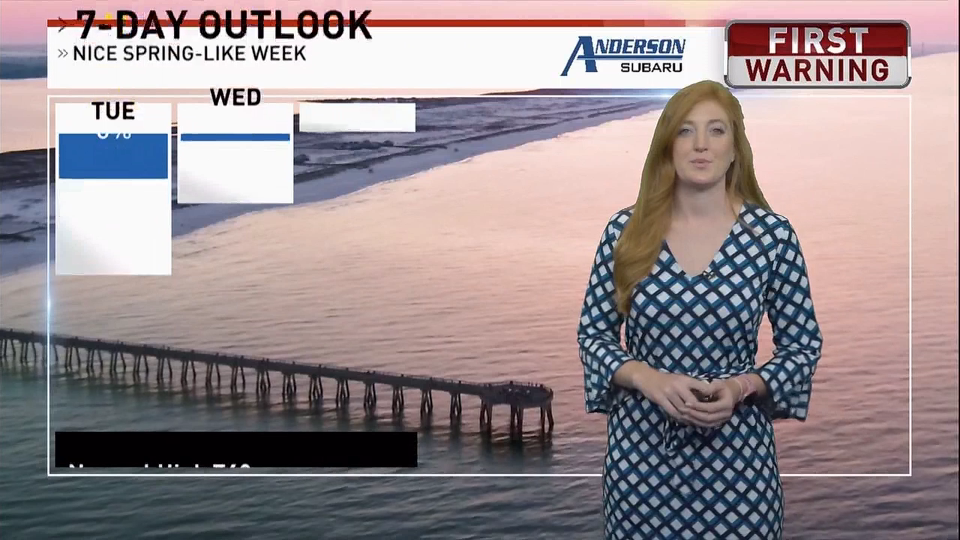 7-DAY OUTLOOK
» NICE SPRING-LIKE WEEK
ANDERSON
SUBARU
FIRST
WARNING
TUE
WED